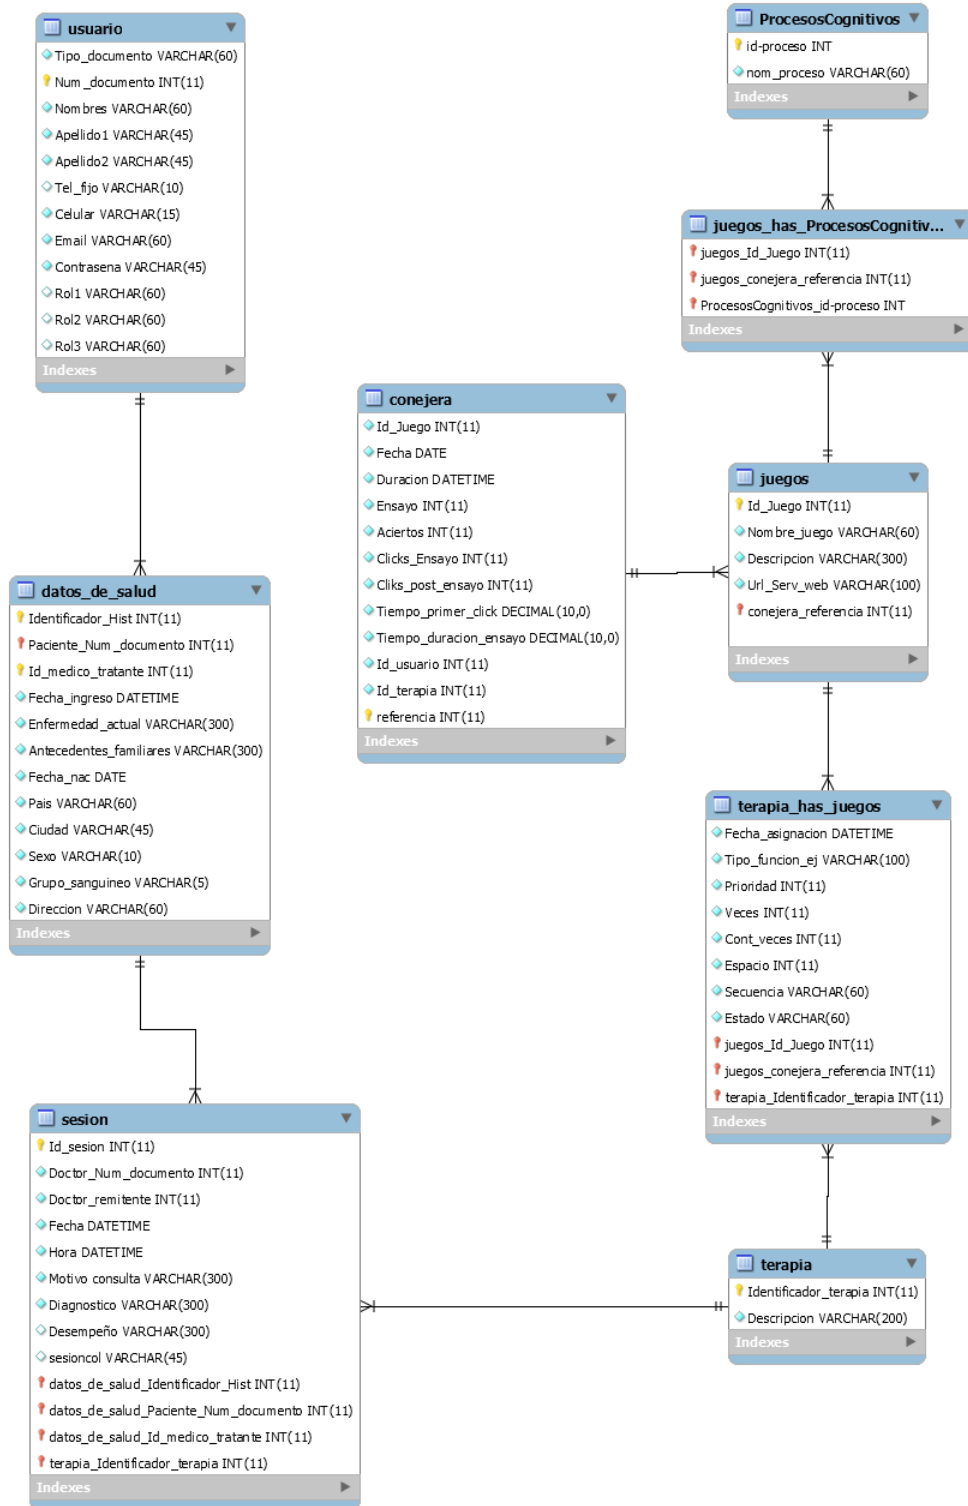 usuario
Tipo_documento VARCHAR(60)
Num_documento INT(11)
Nombres VARCHAR(60)
Apellido1 VARCHAR(45)
Apellido2 VARCHAR(45)
Tel_fijo VARCHAR(10)
Celular VARCHAR(15)
Email VARCHAR(60)
Contrasena VARCHAR(45)
Rol1 VARCHAR(60)
Rol2 VARCHAR(60)
Rol3 VARCHAR(60)
Indexes
ProcesosCognitivos
id-proceso INT
nom_proceso VARCHAR(60)
Indexes
juegos_has_ProcesosCognitiv...
juegos_Id_Juego INT(11)
juegos_conejera_referencia INT(11)
ProcesosCognitivos_id-proceso INT
Indexes
conejera
Id_Juego INT(11)
Fecha DATE
Duracion DATETIME
Ensayo INT(11)
Aciertos INT(11)
Clicks_Ensayo INT(11)
Cliks_post_ensayo INT(11)
Tiempo_primer_click DECIMAL(10,0)
Tiempo_duracion_ensayo DECIMAL(10,0)
Id_usuario INT(11)
Id_terapia INT(11)
referencia INT(11)
Indexes
juegos
Id_Juego INT(11)
Nombre_juego VARCHAR(60)
Descripcion VARCHAR(300)
Url_Serv_web VARCHAR(100)
conejera_referencia INT(11)
Indexes
datos_de_salud
Identificador_Hist INT(11)
Paciente_Num_documento INT(11)
Id_medico_tratante INT(11)
Fecha_ingreso DATETIME
Enfermedad_actual VARCHAR(300)
Antecedentes_familiares VARCHAR(300)
Fecha_nac DATE
Pais VARCHAR(60)
Ciudad VARCHAR(45)
Sexo VARCHAR(10)
Grupo_sanguineo VARCHAR(5)
Direccion VARCHAR(60)
Indexes
terapia_has_juegos
Fecha_asignacion DATETIME
Tipo_funcion_ej VARCHAR(100)
Prioridad INT(11)
Veces INT(11)
Cont_veces INT(11)
Espacio INT(11)
Secuencia VARCHAR(60)
Estado VARCHAR(60)
juegos_Id_Juego INT(11)
juegos_conejera_referencia INT(11)
terapia_Identificador_terapia INT(11)
Indexes
sesion
Id_sesion INT(11)
Doctor_Num_documento INT(11)
Doctor_remitente INT(11)
Fecha DATETIME
Hora DATETIME
Motivo consulta VARCHAR(300)
Diagnostico VARCHAR(300)
Desempeño VARCHAR(300)
sesioncol VARCHAR(45)
datos_de_salud_Identificador_Hist INT(11)
datos_de_salud_Paciente_Num_documento INT(11)
datos_de_salud_Id_medico_tratante INT(11)
terapia_Identificador_terapia INT(11)
Indexes
terapia
Identificador_terapia INT(11)
Descripcion VARCHAR(200)
Indexes